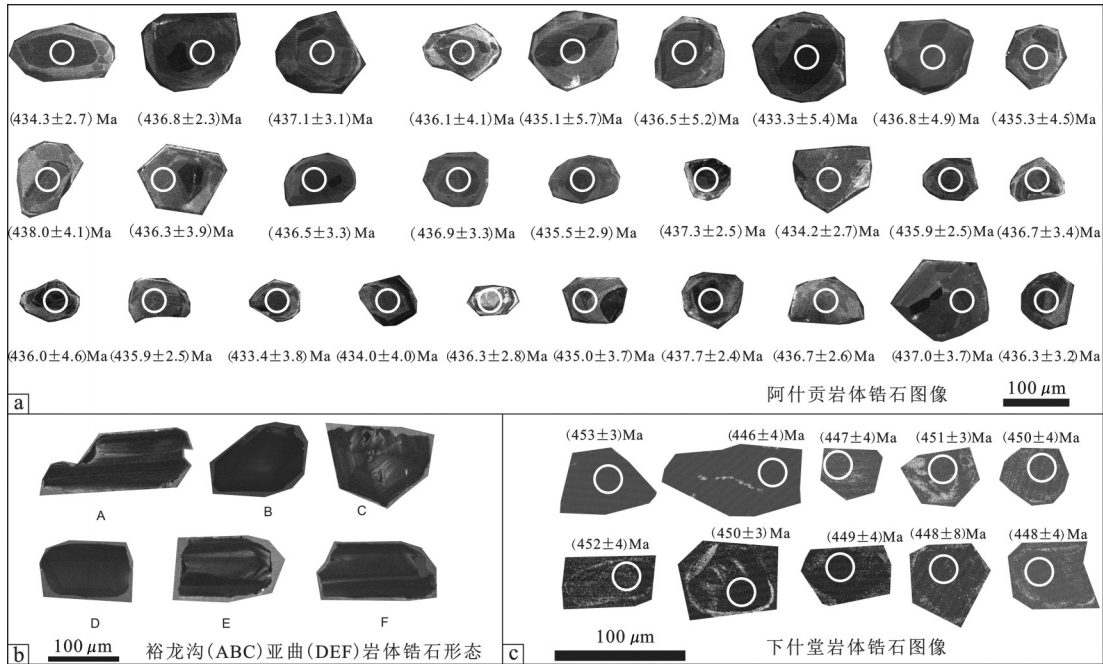 (434.3±2.7) Ma (436.8±2.3) Ma (437.1±3.1) Ma (436.1±4.1) Ma (435.1±5.7) Ma (436.5±5.2) Ma (433.3±5.4) Ma (436.8±4.9) Ma (435.3±4.5) Ma
(438.0±4.1)Ma (436.3±3.9) Ma (436.5±3.3) Ma (436.9±3.3) Ma (435.5±2.9) Ma (437.3±2.5) Ma (434.2±2.7) Ma (435.9±2.5) Ma (436.7±3.4) Ma
(436.0±4.6)Ma (435.9±2.5) Ma (433.4±3.8) Ma (434.0±4.0) Ma (436.3±2.8) Ma (435.0±3.7) Ma (437.7±2.4) Ma (436.7±2.6) Ma (437.0±3.7) Ma (436.3±3.2) Ma
a 阿什贡岩体锆石图像 100 μm
A B C
D E F
b 100 μm 裕龙沟(ABC)亚曲(DEF)岩体锆石形态
(453±3)Ma (446±4)Ma (447±4)Ma (451±3)Ma (450±4)Ma
(452±4)Ma (450±3)Ma (449±4)Ma (448±8)Ma (448±4)Ma
c 100 μm 下什堂岩体锆石图像